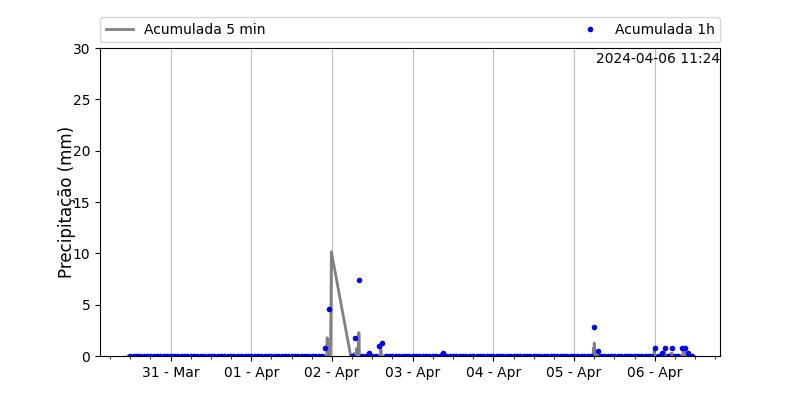 Acumulada 5 min
Acumulada 1h
2024-04-06 11:24
Precipitação (mm)
30
25
20
15
10
5
0
31 - Mar
01 - Apr
02 - Apr
03 - Apr
04 - Apr
05 - Apr
06 - Apr